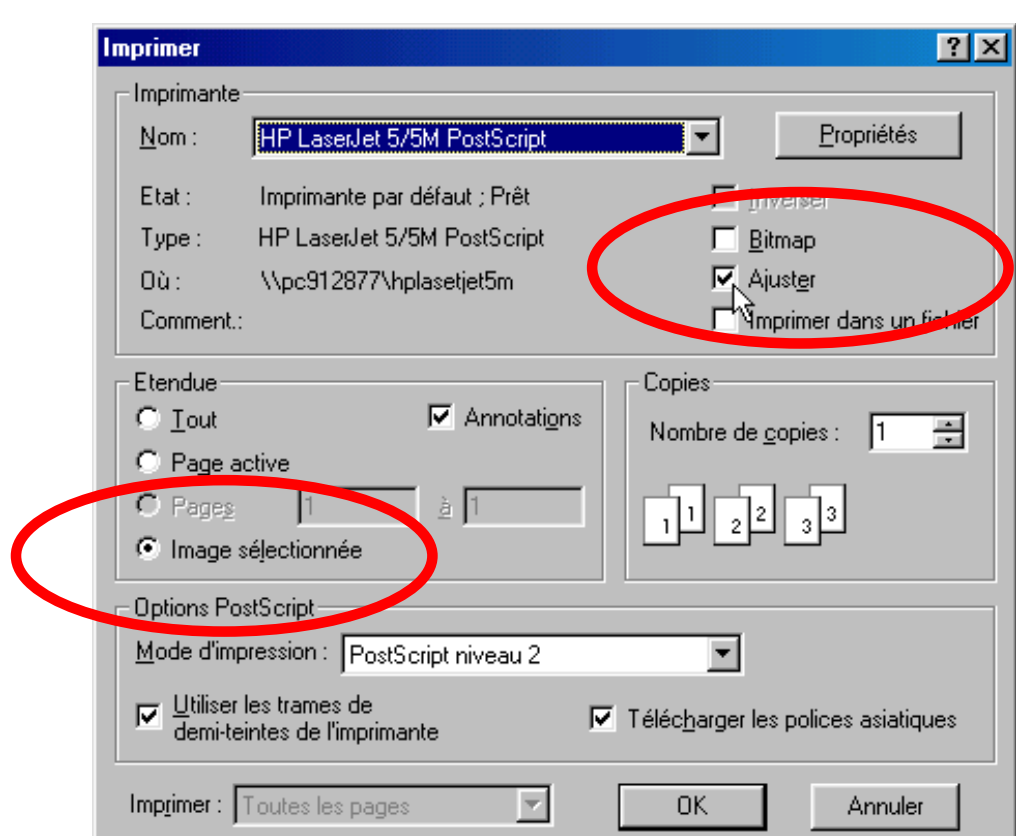 Imprimer
Imprimante
Nom : HP LaserJet 5/5M PostScript Propriétés
Etat : Imprimante par défaut ; Prêt Inverser
Type : HP LaserJet 5/5M PostScript Bitmap
Où : \\pc912877\hplasetjet5m Ajuster
Comment.: Imprimer dans un fichier
Etendue Copies
Tout Annotations Nombre de copies : 1
Page active
Pages 1 à 1 1 1 2 2 3 3
Image sélectionnée
Options PostScript
Mode d'impression : PostScript niveau 2
Utiliser les trames de
demi-teintes de l'imprimante Télécharger les polices asiatiques
Imprimer : Toutes les pages OK Annuler